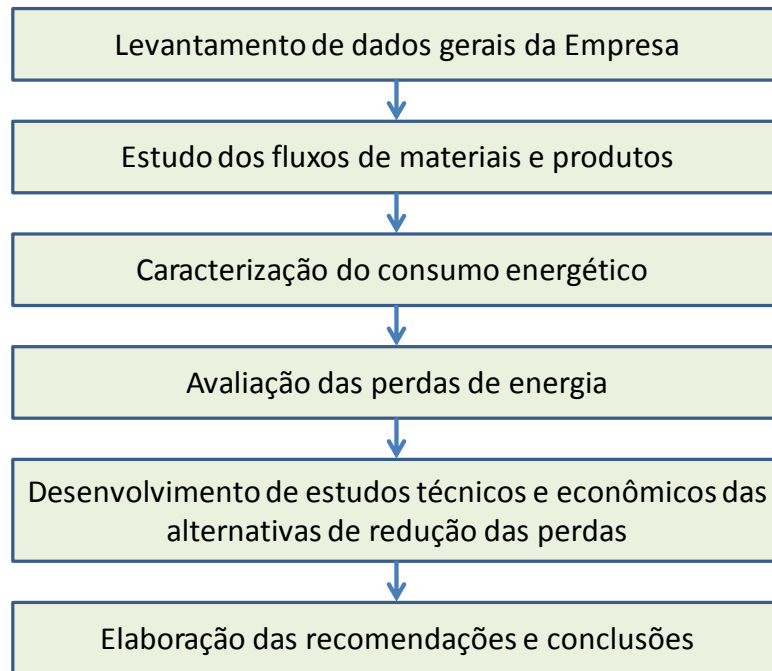 Levantamento de dados gerais da Empresa
Estudo dos fluxos de materiais e produtos
Caracterização do consumo energético
Avaliação das perdas de energia
Desenvolvimento de estudos técnicos e econômicos das
alternativas de redução das perdas
Elaboração das recomendações e conclusões